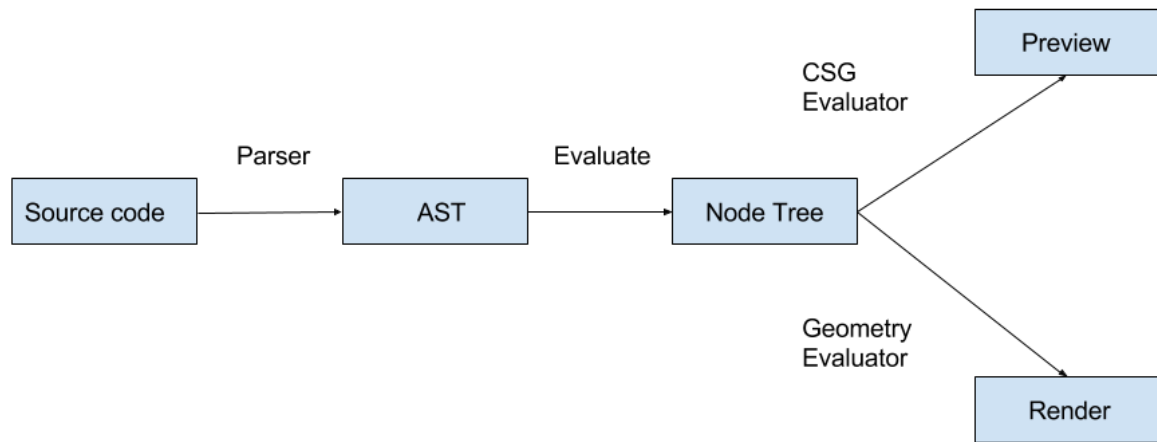 Preview
CSG
Evaluator
Parser
Evaluate
Source code
AST
Node Tree
Geometry
Evaluator
Render